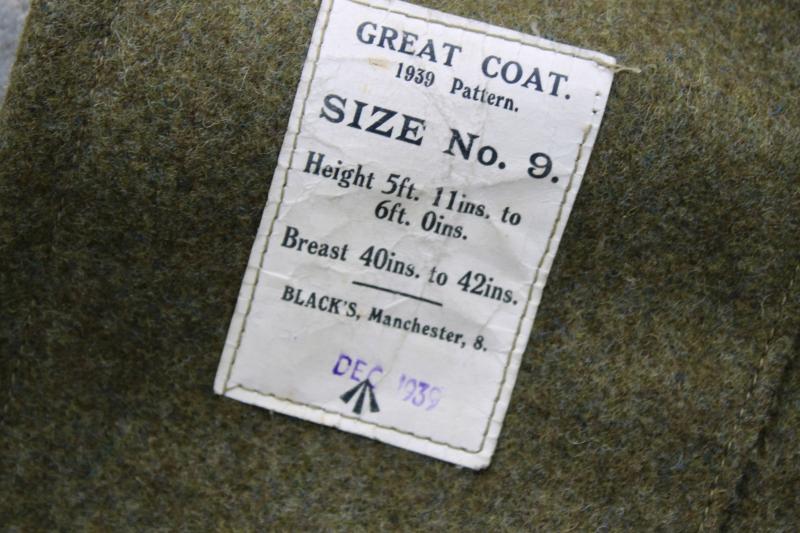 GREAT COAT.
1939 Pattern.
SIZE No. 9.
Height 5ft. 11ins. to
6ft. 0ins.
Breast 40ins. to 42ins.
BLACK'S, Manchester, 8.
DEC 1939